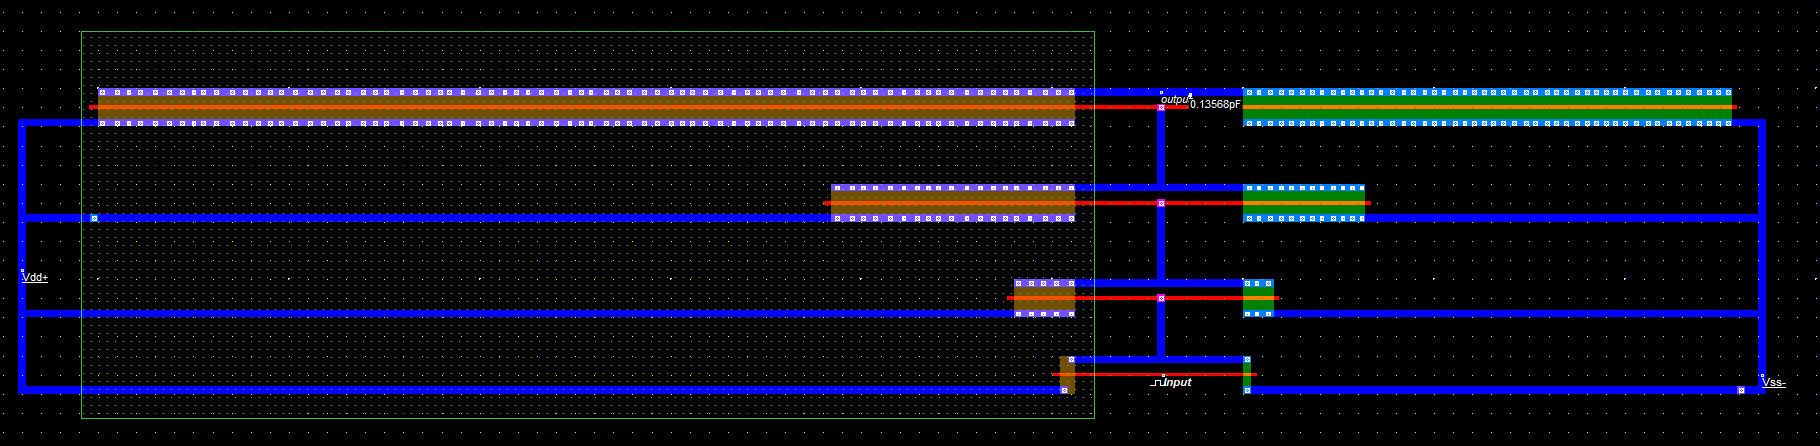 output
0.13568pF
Vdd+
Input
Vss-